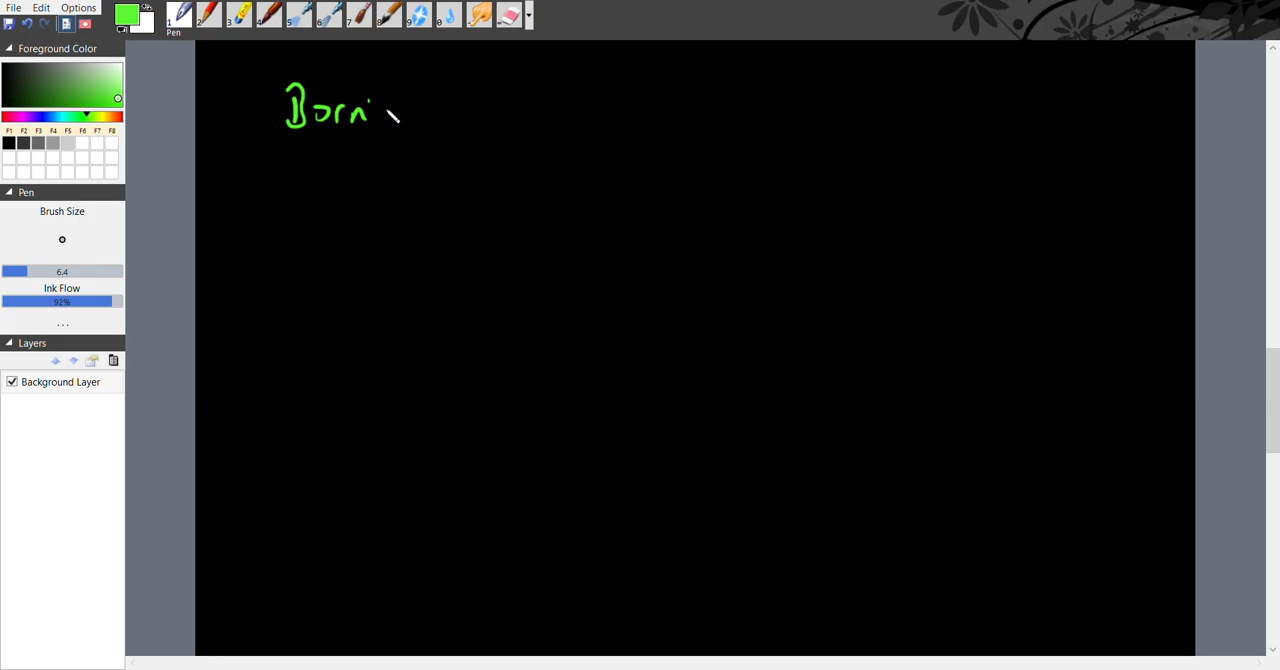 File Edit Options
1 2 3 4 5 6 7 8 9 0
Pen
Foreground Color
F1 F2 F3 F4 F5 F6 F7 F8
Pen
Brush Size
6.4
Ink Flow
92%
...
Layers
Background Layer
Born'